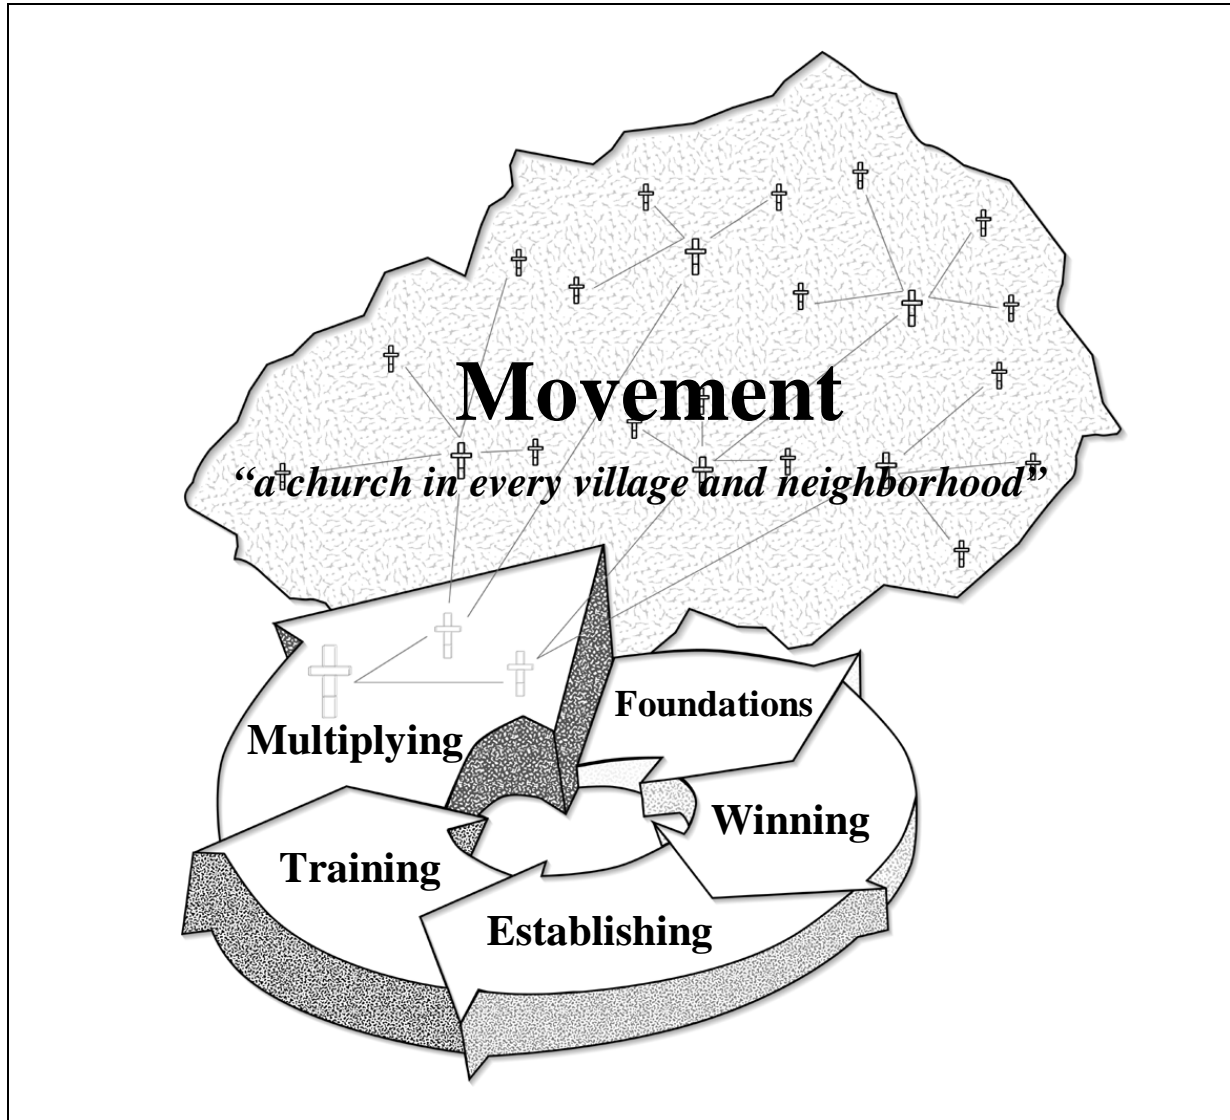 Movement
“a church in every village and neighborhood”
Foundations
Multiplying
Winning
Training
Establishing